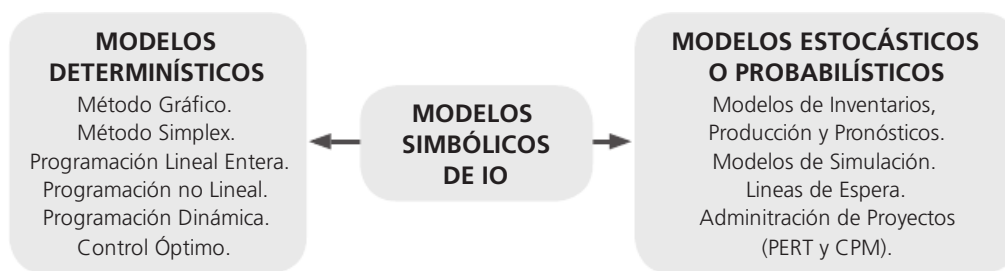 MODELOS
DETERMINÍSTICOS
Método Gráfico.
Método Simplex.
Programación Lineal Entera.
Programación no Lineal.
Programación Dinámica.
Control Óptimo.
MODELOS
SIMBÓLICOS
DE IO
MODELOS ESTOCÁSTICOS
O PROBABILÍSTICOS
Modelos de Inventarios,
Producción y Pronósticos.
Modelos de Simulación.
Lineas de Espera.
Adminitración de Proyectos
(PERT y CPM).